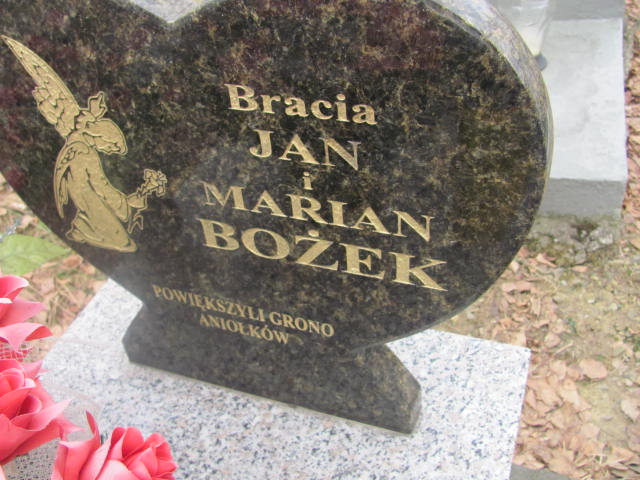 Bracia
JAN
i
MARIAN
BOŻEK
POWIĘKSZYLI GRONO
ANIOŁKÓW